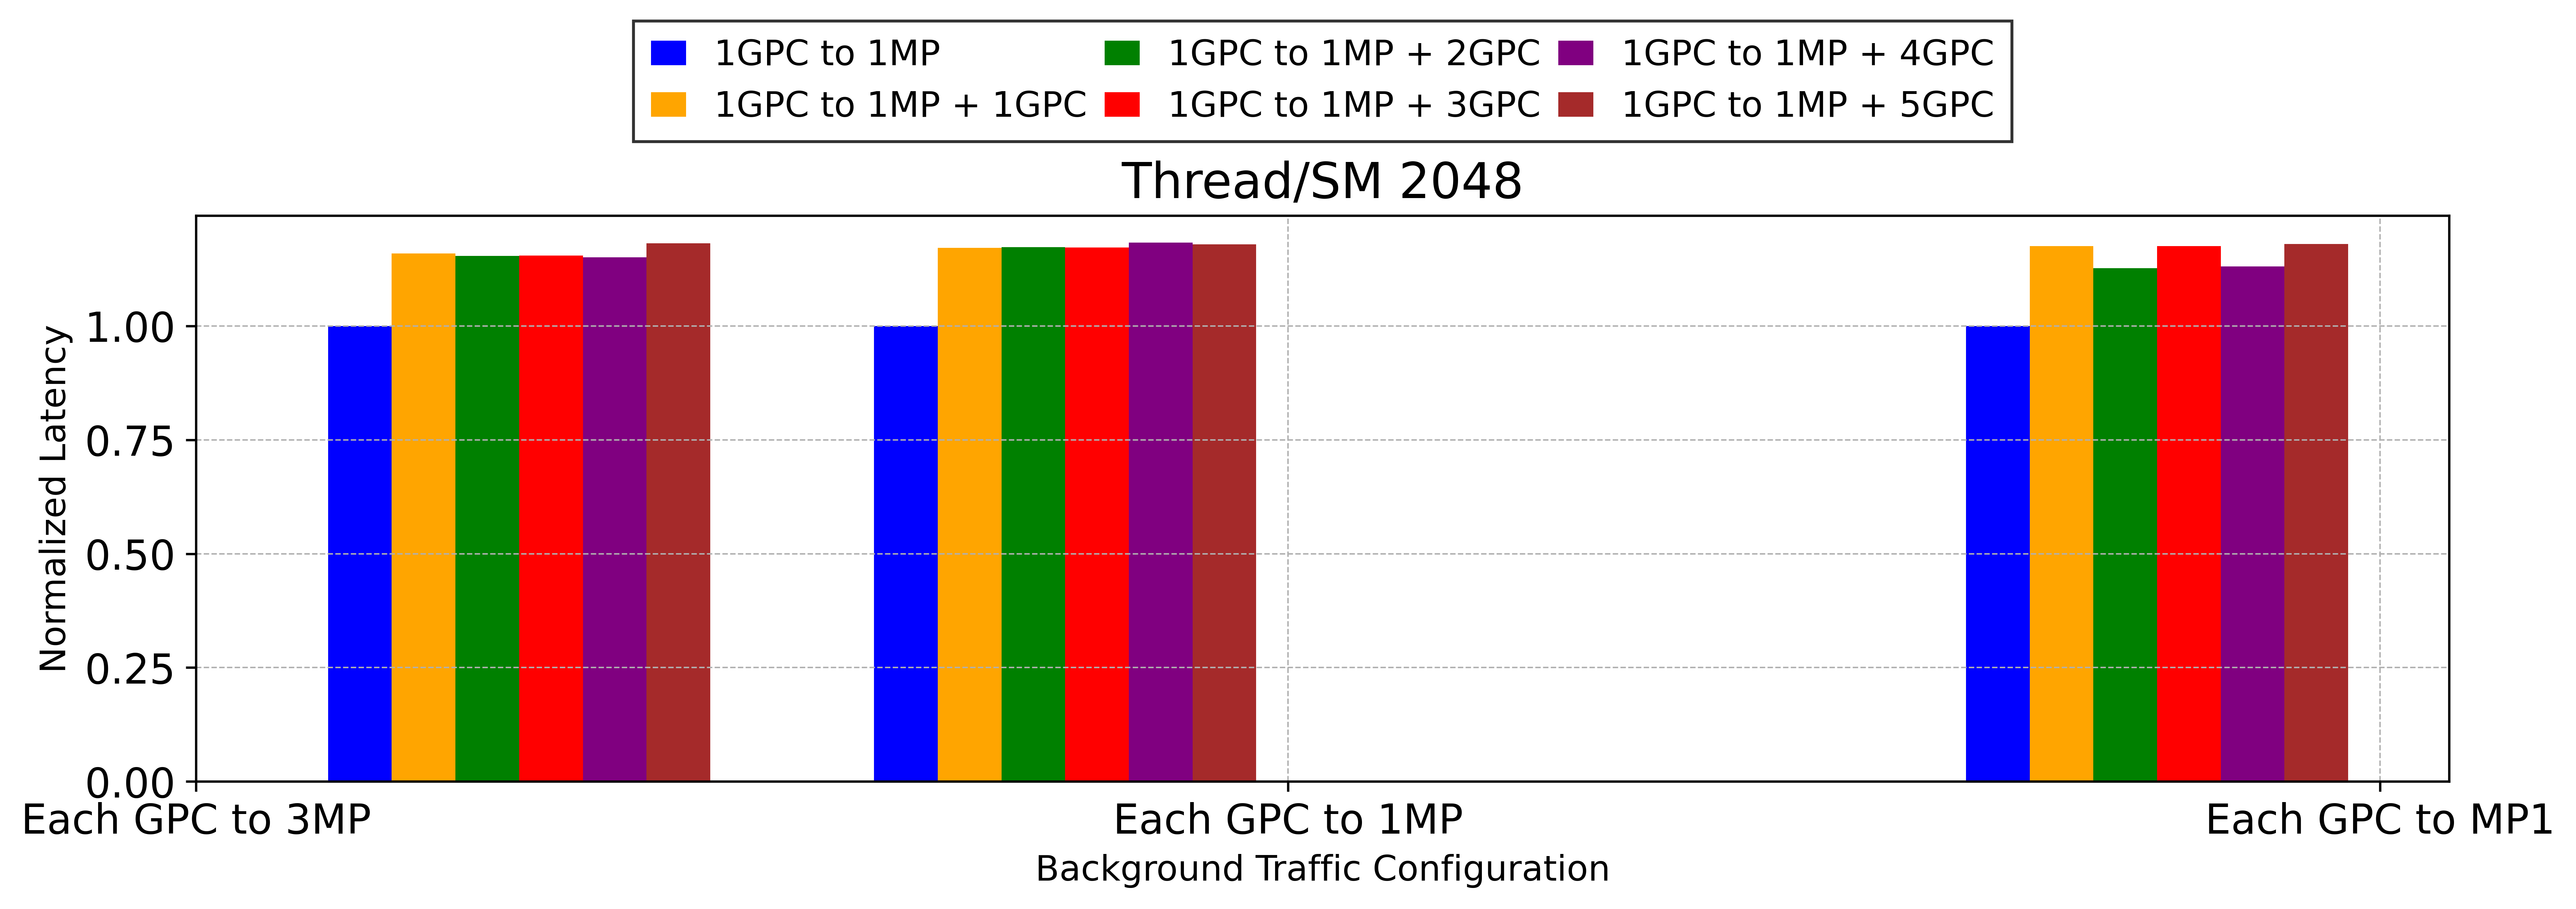 1GPC to 1MP
1GPC to 1MP + 1GPC
1GPC to 1MP + 2GPC
1GPC to 1MP + 3GPC
1GPC to 1MP + 4GPC
1GPC to 1MP + 5GPC
Thread/SM 2048
Normalized Latency
1.00
0.75
0.50
0.25
0.00
Each GPC to 3MP
Each GPC to 1MP
Each GPC to MP1
Background Traffic Configuration